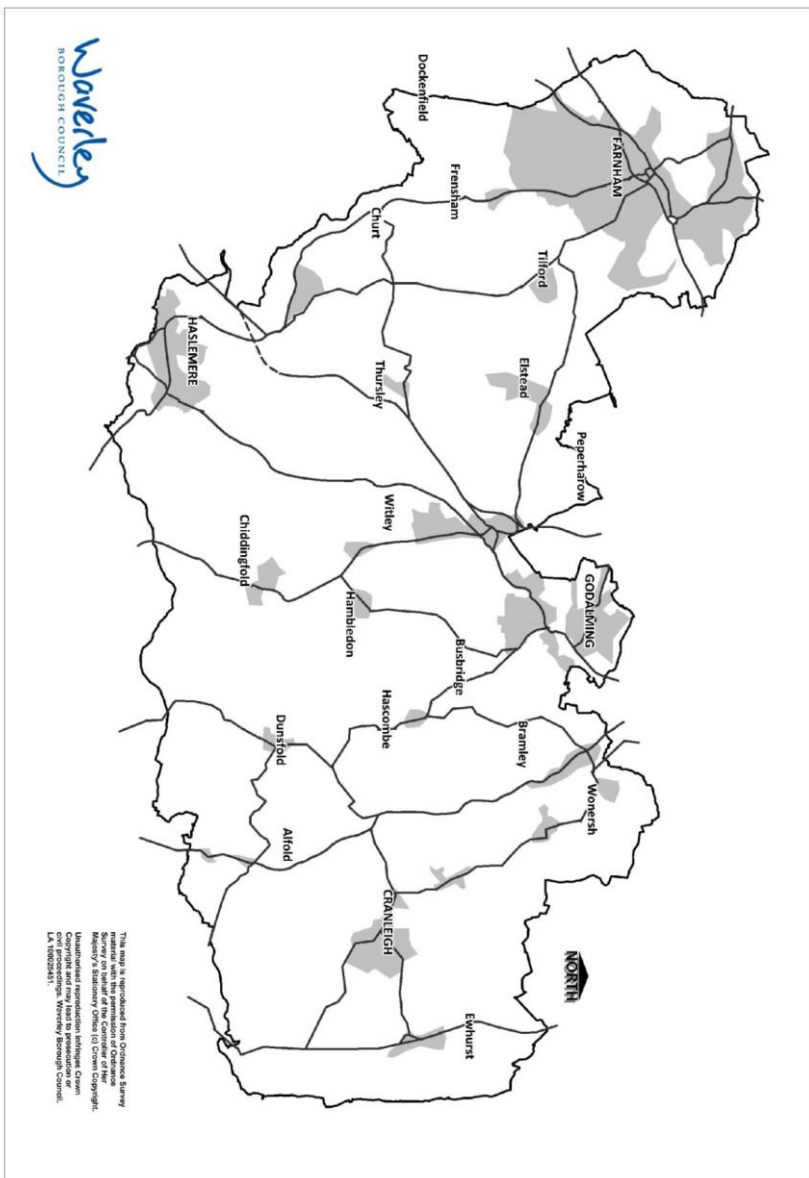 FARNHAM
Dockenfield
Frensham
Churt
Tilford
Elstead
Thursley
HASLEMERE
Peperharow
Witley
Chiddingfold
GODALMING
Hambledon
Busbridge
Hascombe
Dunsfold
Bramley
Wonersh
Alfold
CRANLEIGH
Ewhurst
NORTH
Waverley
BOROUGH COUNCIL
This map is reproduced from Ordnance Survey
material with the permission of Ordnance
Survey on behalf of the Controller of Her
Majesty's Stationery Office (c) Crown Copyright.
Unauthorised reproduction infringes Crown
Copyright and may lead to prosecution or
civil proceedings. Waverley Borough Council.
LA 100025451.